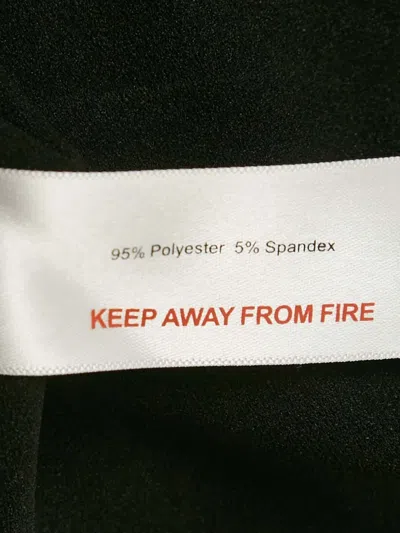 95% Polyester 5% Spandex
KEEP AWAY FROM FIRE